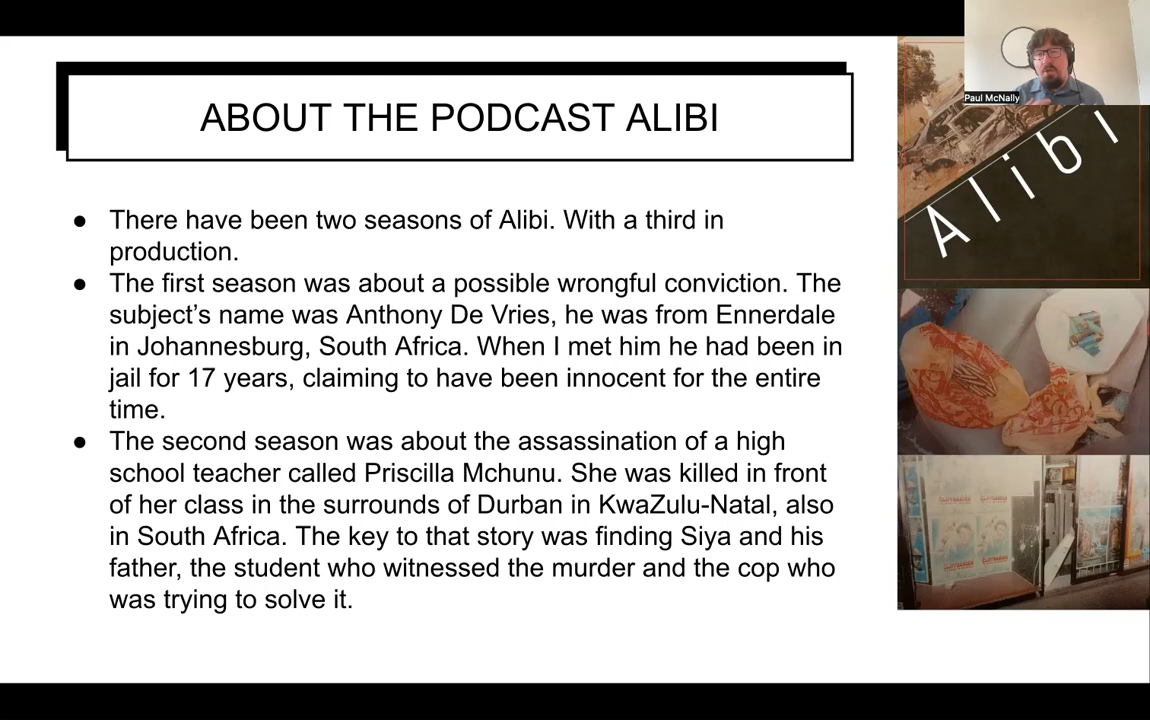 Paul McNally
ABOUT THE PODCAST ALIBI
Alibi
● There have been two seasons of Alibi. With a third in
production.
● The first season was about a possible wrongful conviction. The
subject’s name was Anthony De Vries, he was from Ennerdale
in Johannesburg, South Africa. When I met him he had been in
jail for 17 years, claiming to have been innocent for the entire
time.
● The second season was about the assassination of a high
school teacher called Priscilla Mchunu. She was killed in front
of her class in the surrounds of Durban in KwaZulu-Natal, also
in South Africa. The key to that story was finding Siya and his
father, the student who witnessed the murder and the cop who
was trying to solve it.